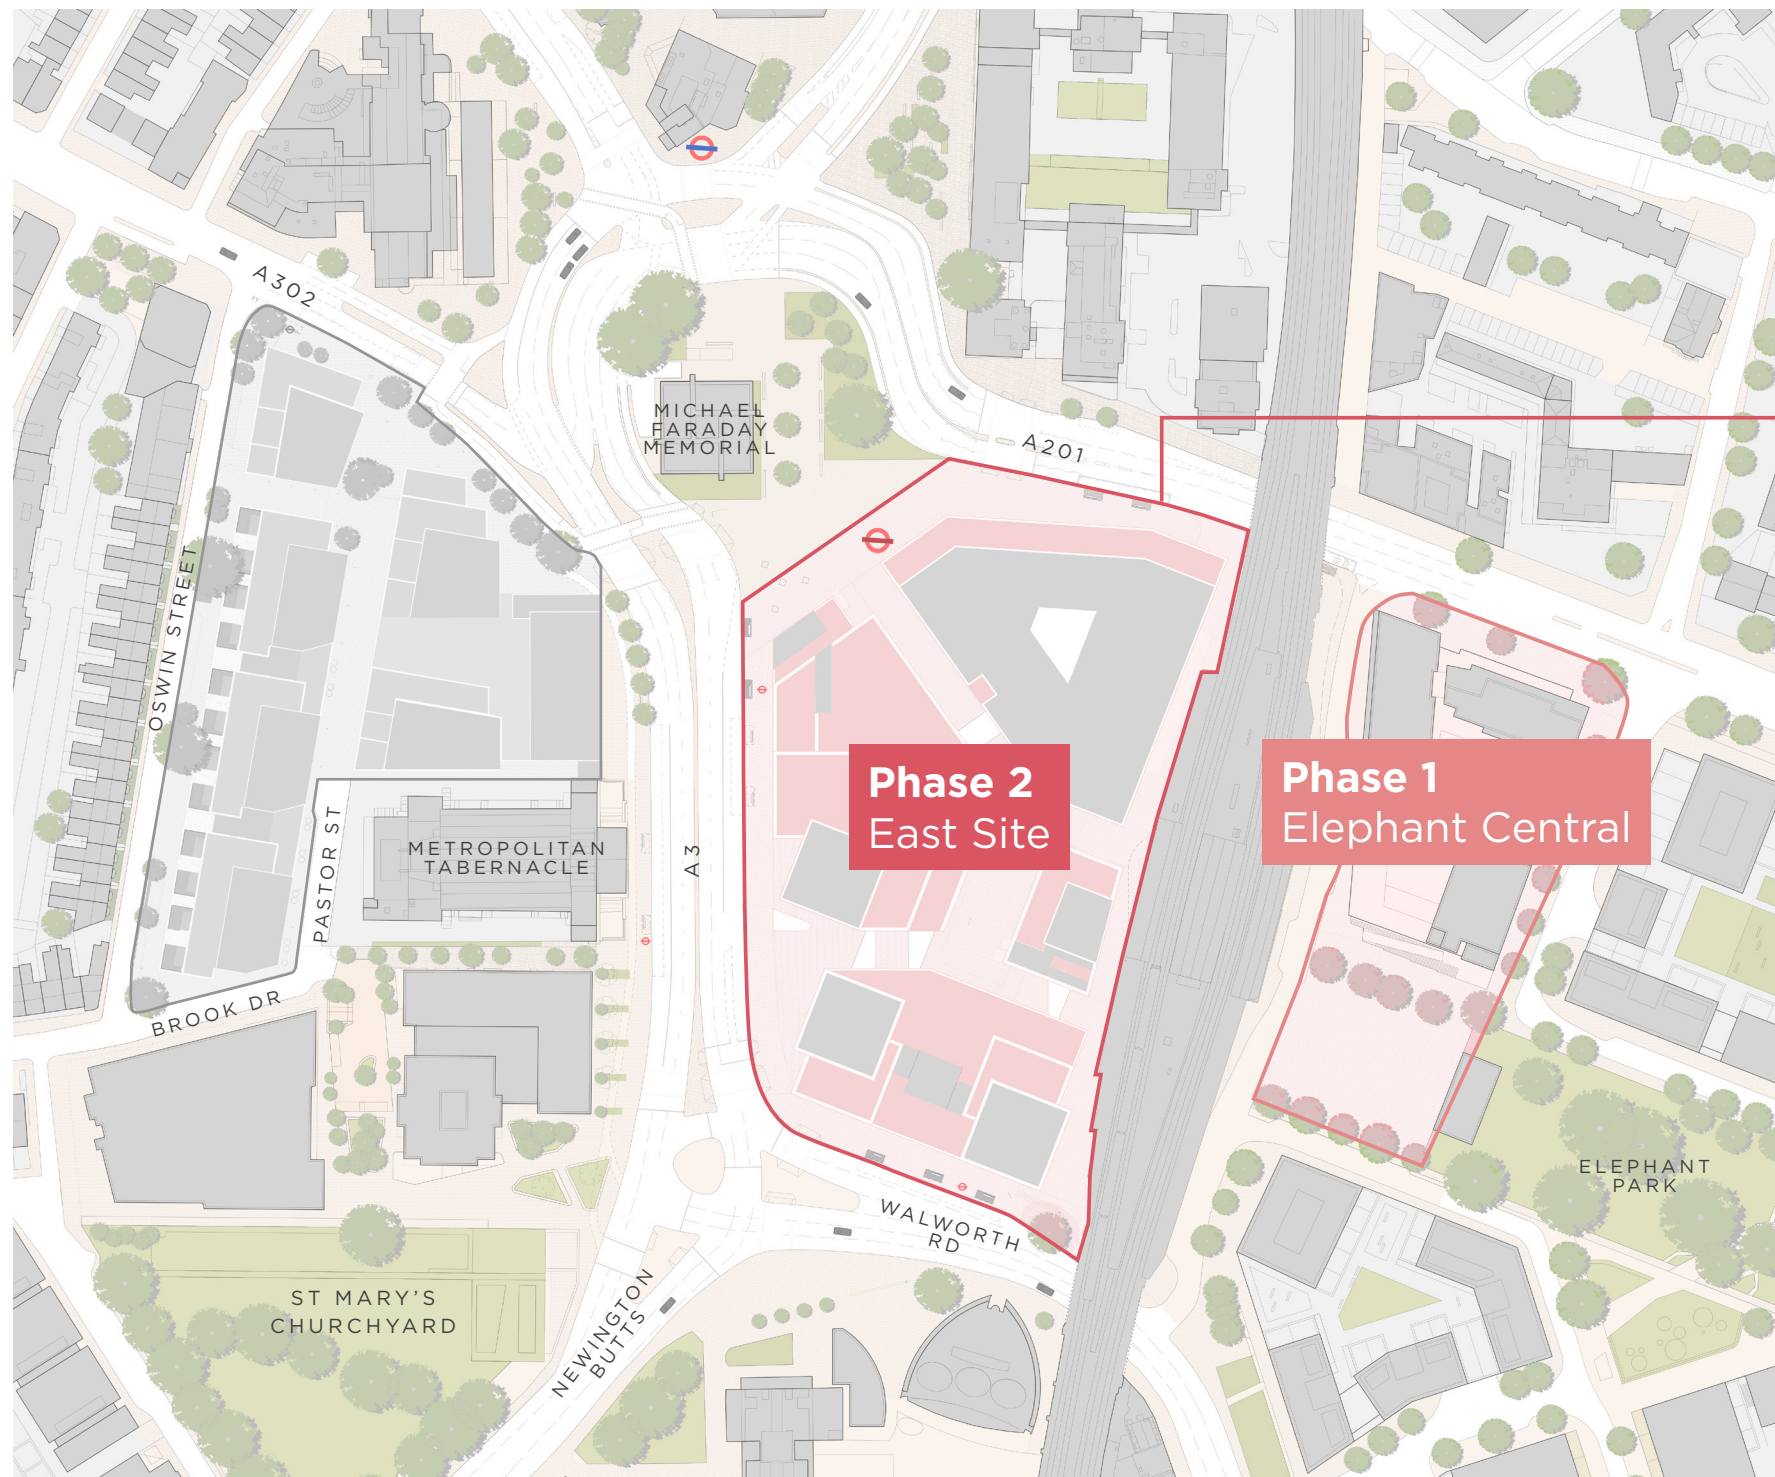 A302
MICHAEL
FARADAY
MEMORIAL
A201
OSWIN STREET
Phase 2
East Site
Phase 1
Elephant Central
A3
PASTOR ST
METROPOLITAN
TABERNACLE
BROOK DR
ELEPHANT
PARK
WALWORTH
RD
NEWINGTON
BUTTS
ST MARY'S
CHURCHYARD